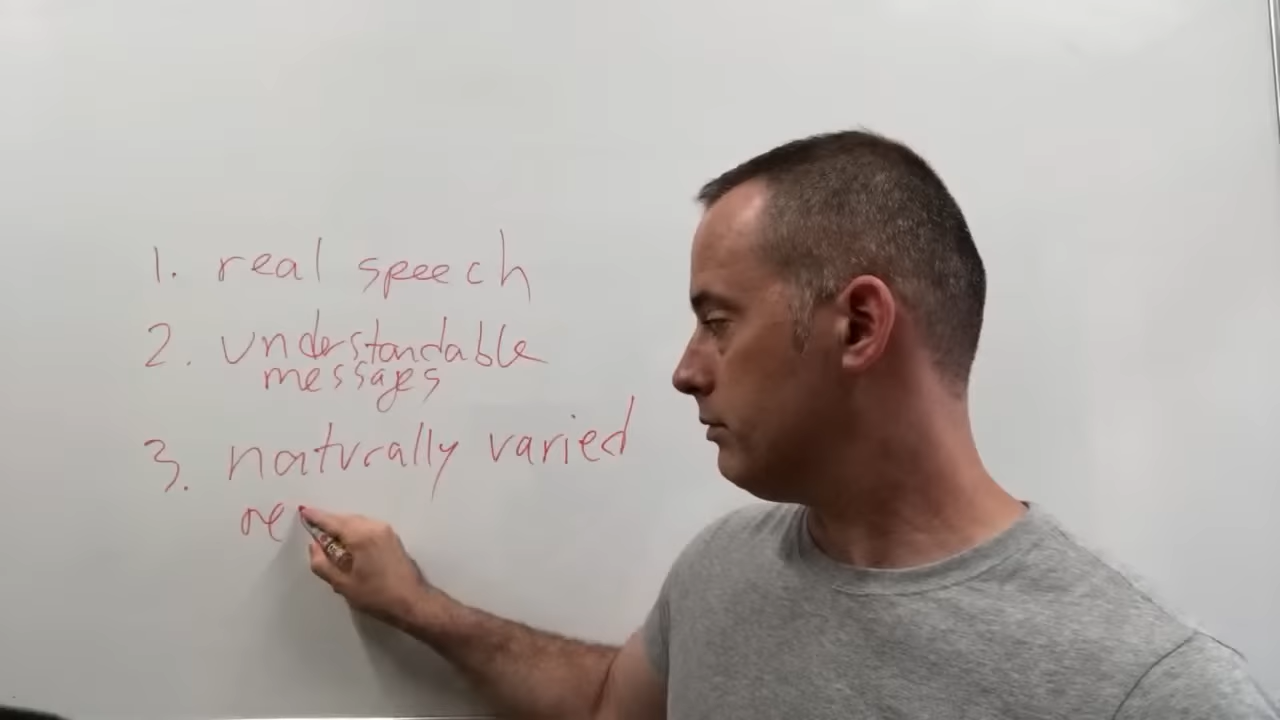 1. real speech
2. understandable
messages
3. naturally varied
re